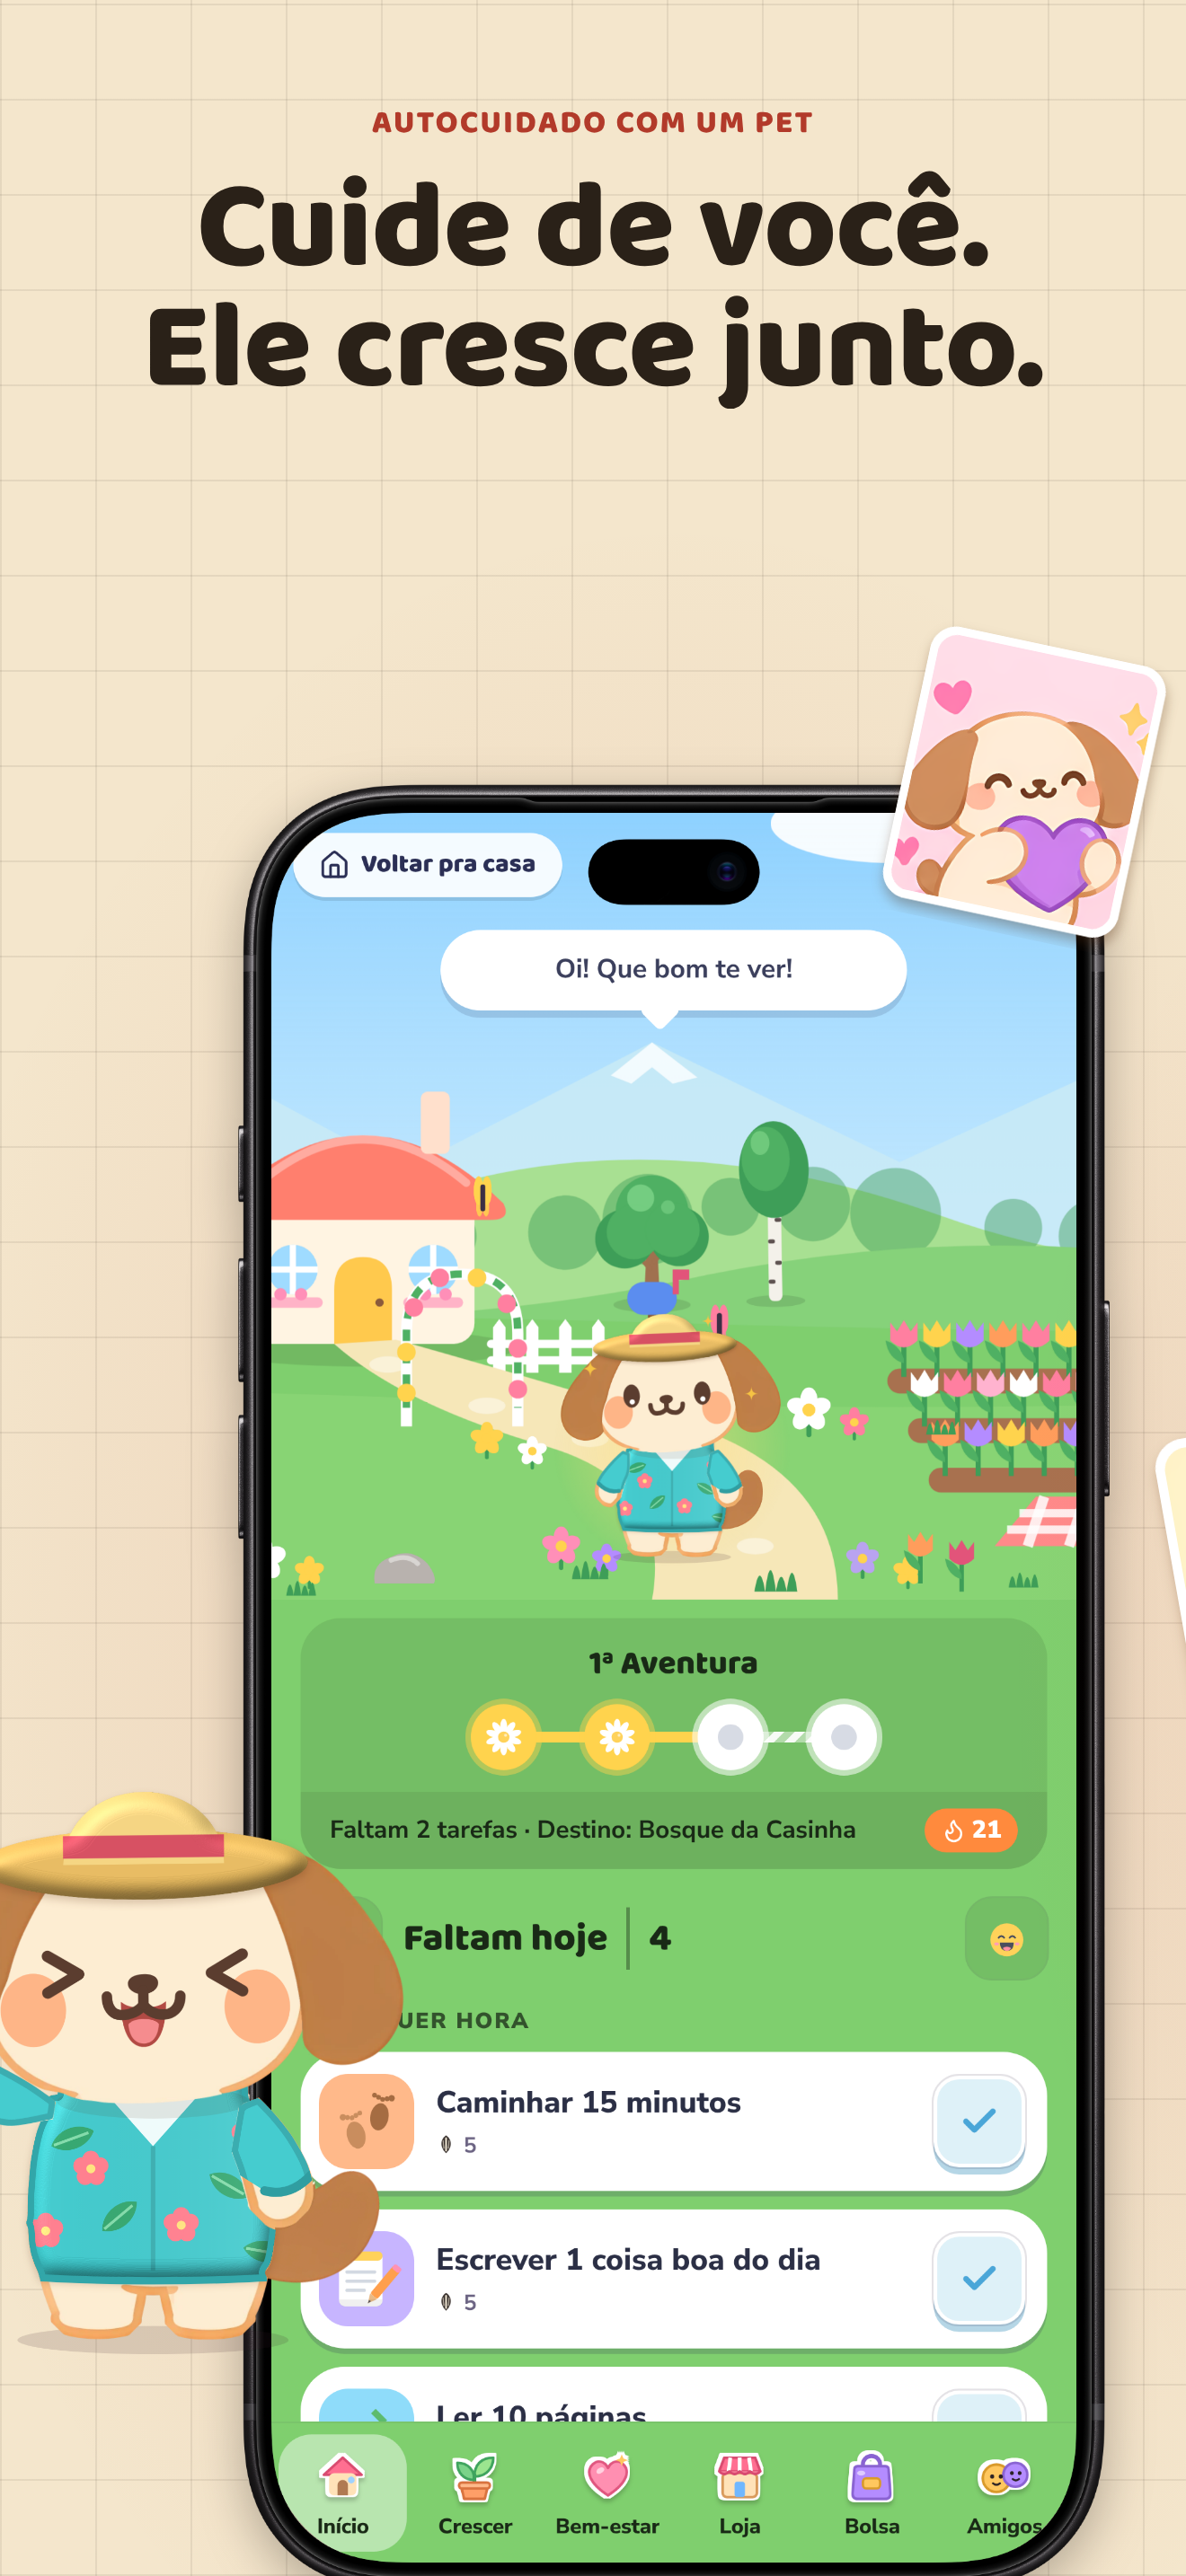 AUTOCUIDADO COM UM PET
Cuide de você.
Ele cresce junto.
Voltar pra casa
Oi! Que bom te ver!
1ª Aventura
Faltam 2 tarefas · Destino: Bosque da Casinha
21
Faltam hoje
4
UER HORA
Caminhar 15 minutos
5
Escrever 1 coisa boa do dia
5
Ler 10 páginas
Início
Crescer
Bem-estar
Loja
Bolsa
Amigos